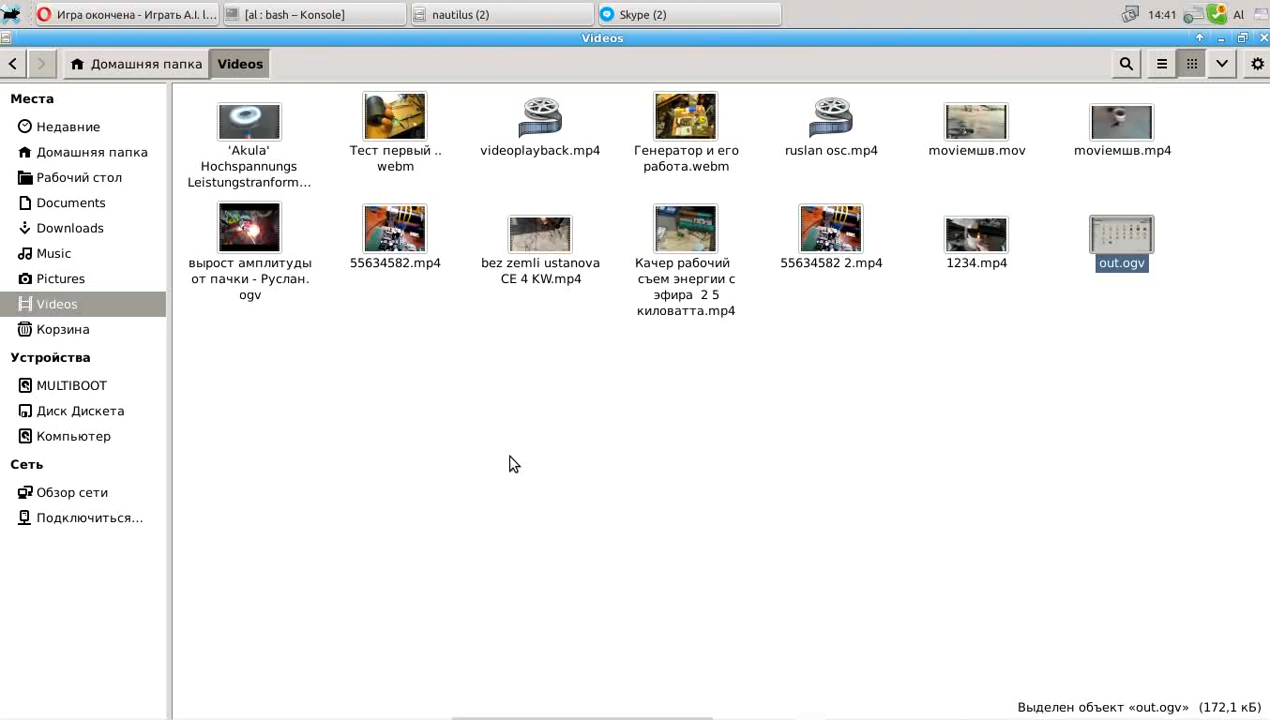 Игра окончена - Играть A.I. l...
[al : bash – Konsole]
nautilus (2)
Skype (2)
14:41
Al
Videos
Домашняя папка
Videos
Места
Недавние
Домашняя папка
Рабочий стол
Documents
Downloads
Music
Pictures
Videos
Корзина
Устройства
MULTIBOOT
Диск Дискета
Компьютер
Сеть
Обзор сети
Подключиться...
'Akula'
Hochspannungs
Leistungstranform...
Тест первый ..
webm
videoplayback.mp4
Генератор и его
работа.webm
ruslan osc.mp4
moviемшв.mov
moviемшв.mp4
вырост амплитуды
от пачки - Руслан.
ogv
55634582.mp4
bez zemli ustanova
CE 4 KW.mp4
Качер рабочий
съем энергии с
эфира 2 5
киловатта.mp4
55634582 2.mp4
1234.mp4
out.ogv
Выделен объект «out.ogv» (172,1 кБ)